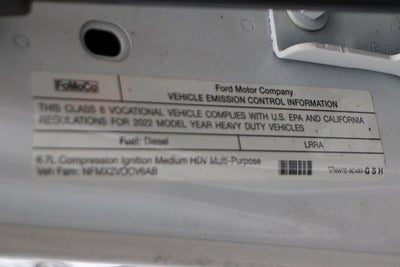 FoMoCo
Ford Motor Company
VEHICLE EMISSION CONTROL INFORMATION
THIS CLASS 6 VOCATIONAL VEHICLE COMPLIES WITH U.S. EPA AND CALIFORNIA
REGULATIONS FOR 2022 MODEL YEAR HEAVY DUTY VEHICLES
Fuel: Diesel LRRA
6.7L Compression Ignition Medium HDV Multi-Purpose
Veh Fam: NFMX2VOCV6AB
GSH